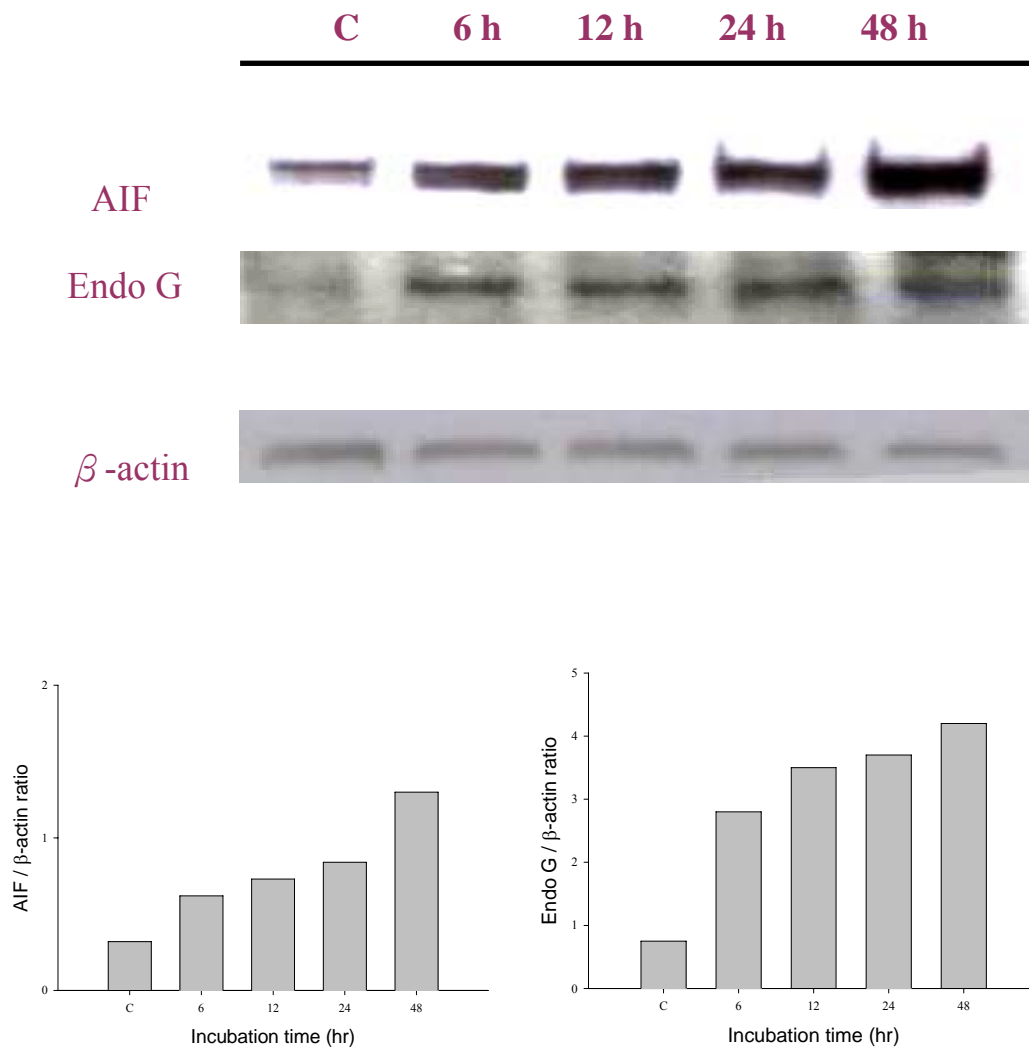 C 6 h 12 h 24 h 48 h
AIF
Endo G
β-actin
2
1
0
AIF / β-actin ratio
C 6 12 24 48
Incubation time (hr)
5
4
3
2
1
0
Endo G / β-actin ratio
C 6 12 24 48
Incubation time (hr)